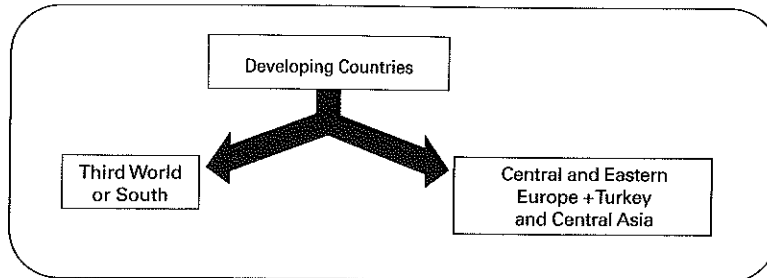 Developing Countries
Third World
or South
Central and Eastern
Europe +Turkey
and Central Asia